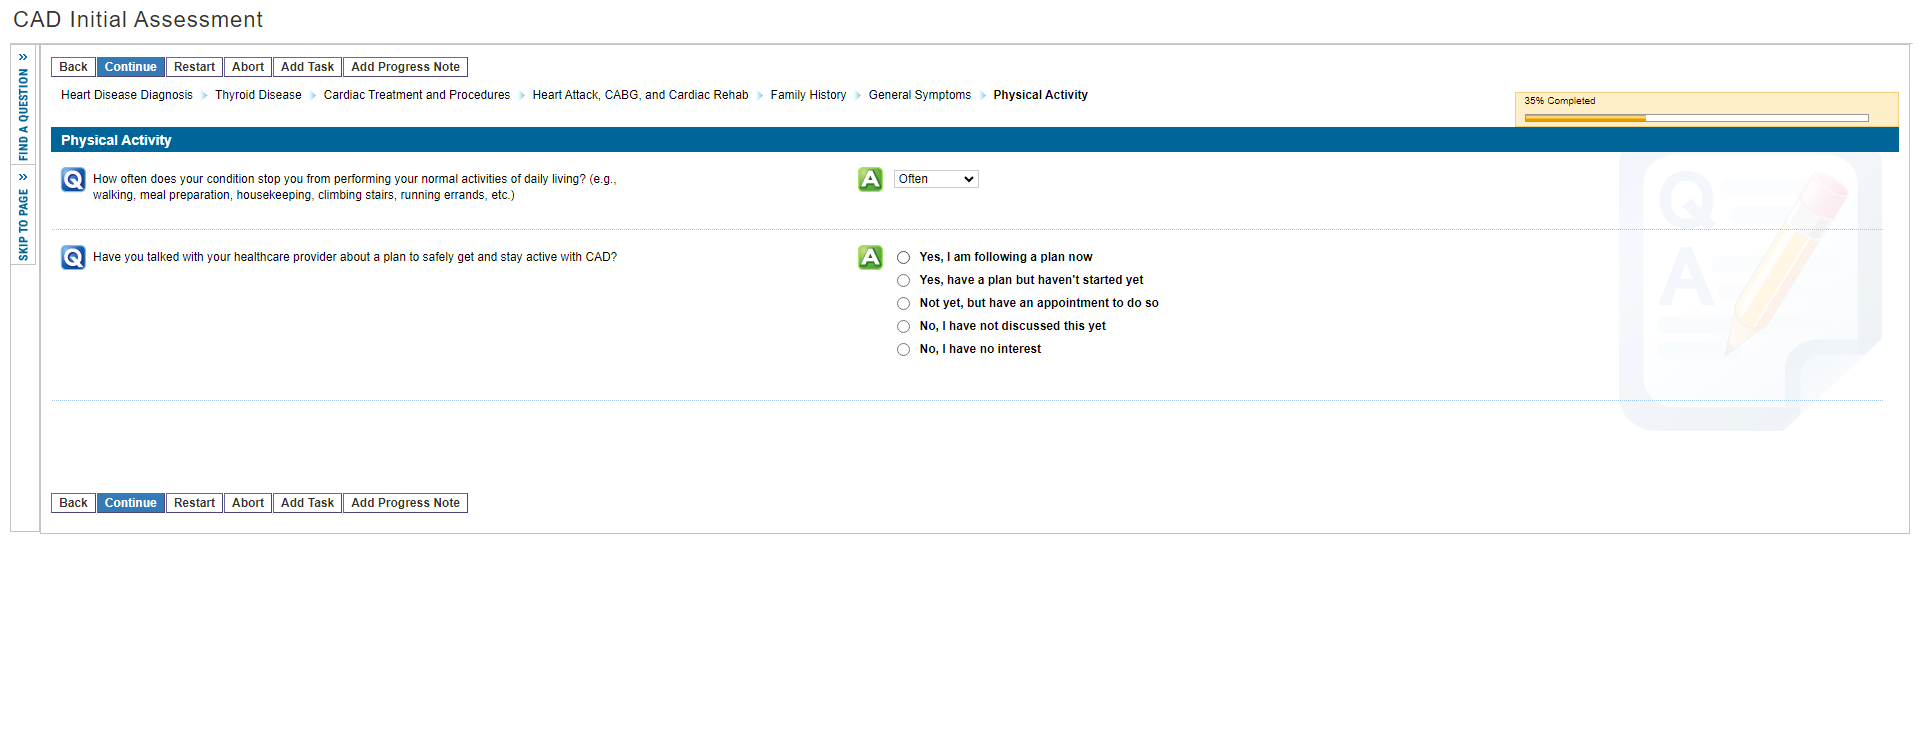 CAD Initial Assessment
» FIND A QUESTION
» SKIP TO PAGE
Back Continue Restart Abort Add Task Add Progress Note
Heart Disease Diagnosis Thyroid Disease Cardiac Treatment and Procedures Heart Attack, CABG, and Cardiac Rehab Family History General Symptoms Physical Activity
35% Completed
Physical Activity
Q How often does your condition stop you from performing your normal activities of daily living? (e.g.,
walking, meal preparation, housekeeping, climbing stairs, running errands, etc.)
A Often
Q Have you talked with your healthcare provider about a plan to safely get and stay active with CAD?
A Yes, I am following a plan now
Yes, have a plan but haven't started yet
Not yet, but have an appointment to do so
No, I have not discussed this yet
No, I have no interest
Q
A
Back Continue Restart Abort Add Task Add Progress Note